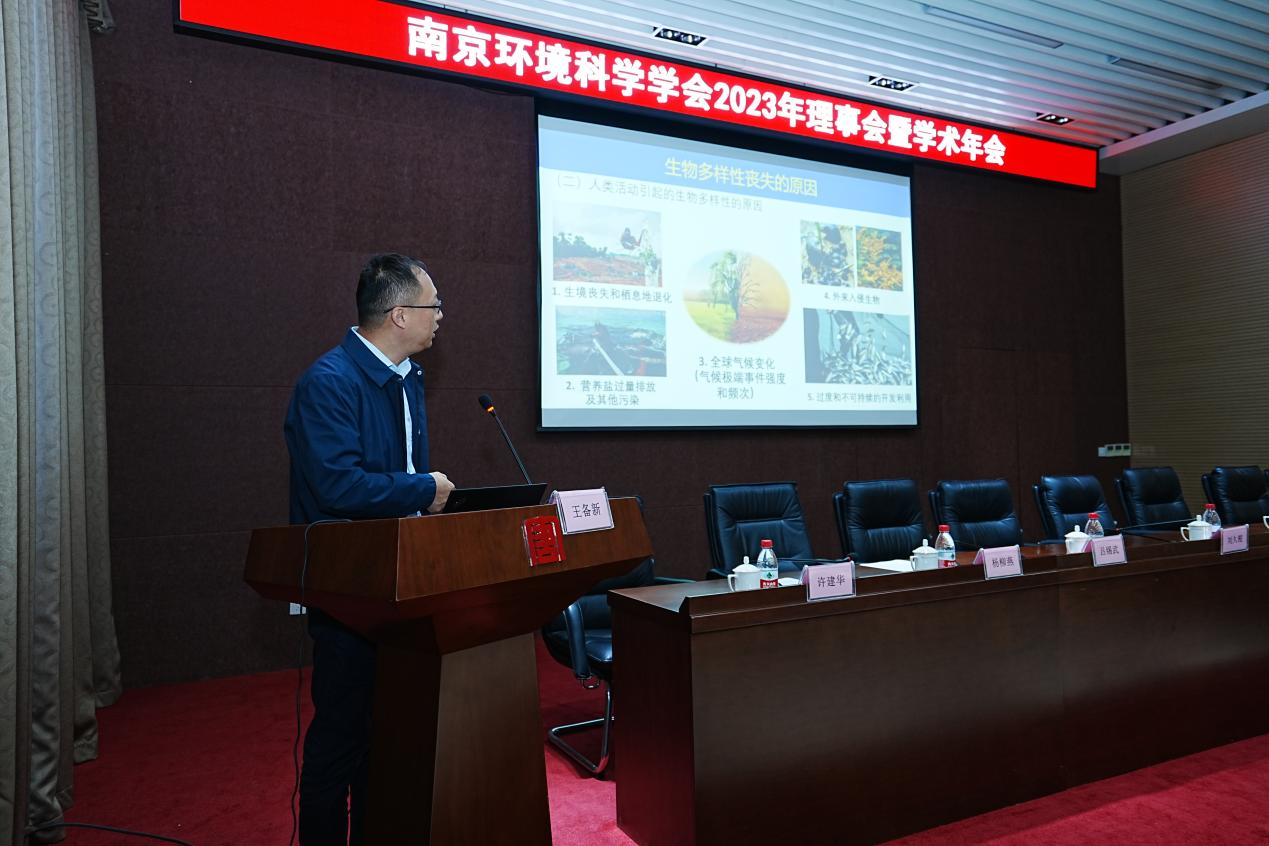 南京环境科学学会2023年理事会暨学术年会
生物多样性丧失的原因
（二）人类活动引起的生物多样性的原因
1. 生境丧失和栖息地退化
2. 营养盐过量排放
及其他污染
3. 全球气候变化
（气候极端事件强度
和频次）
4. 外来入侵生物
5. 过度和不可持续的开发利用
王备新
许建华
杨柳燕
吕锡武